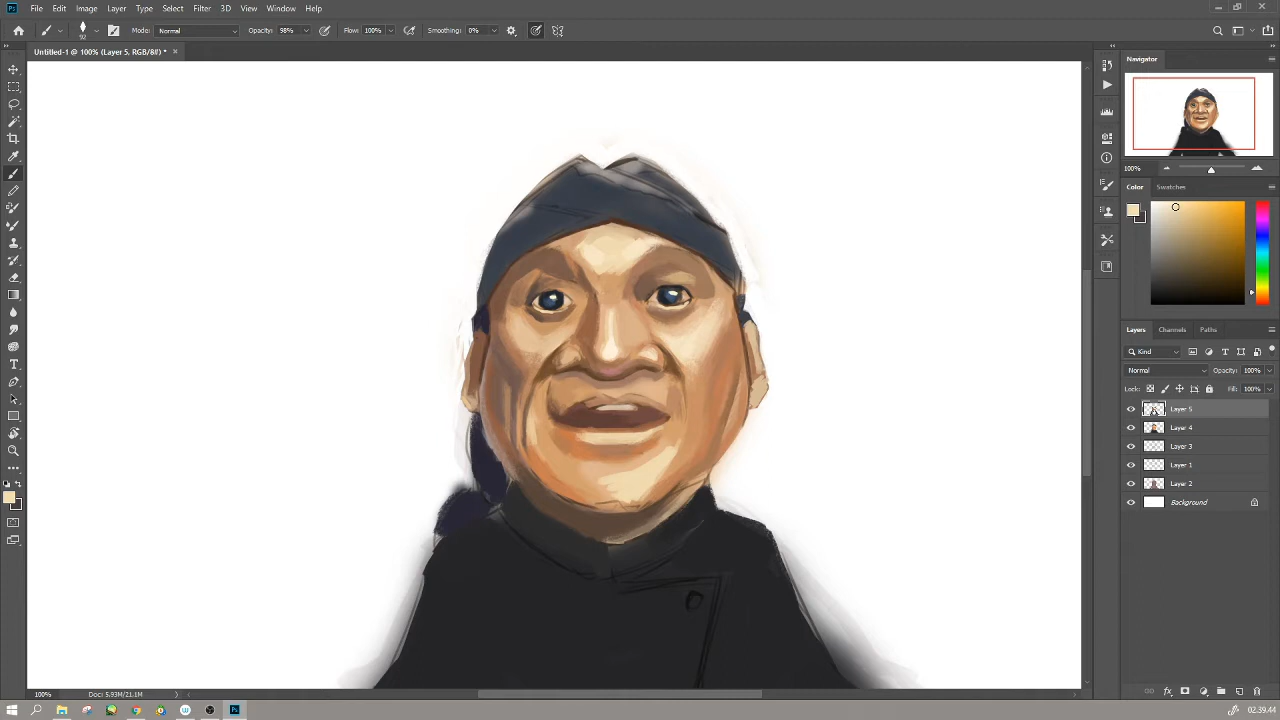 Ps File Edit Image Layer Type Select Filter 3D View Window Help
92 Mode: Normal Opacity: 98% Flow: 100% Smoothing: 0%
Untitled-1 @ 100% (Layer 5, RGB/8#) * ×
Navigator
100%
Color Swatches
Layers Channels Paths
Kind
Normal Opacity: 100%
Lock: Fill: 100%
Layer 5
Layer 4
Layer 3
Layer 1
Layer 2
Background
100% Doc: 5.93M/21.1M
Ps 02.39.44